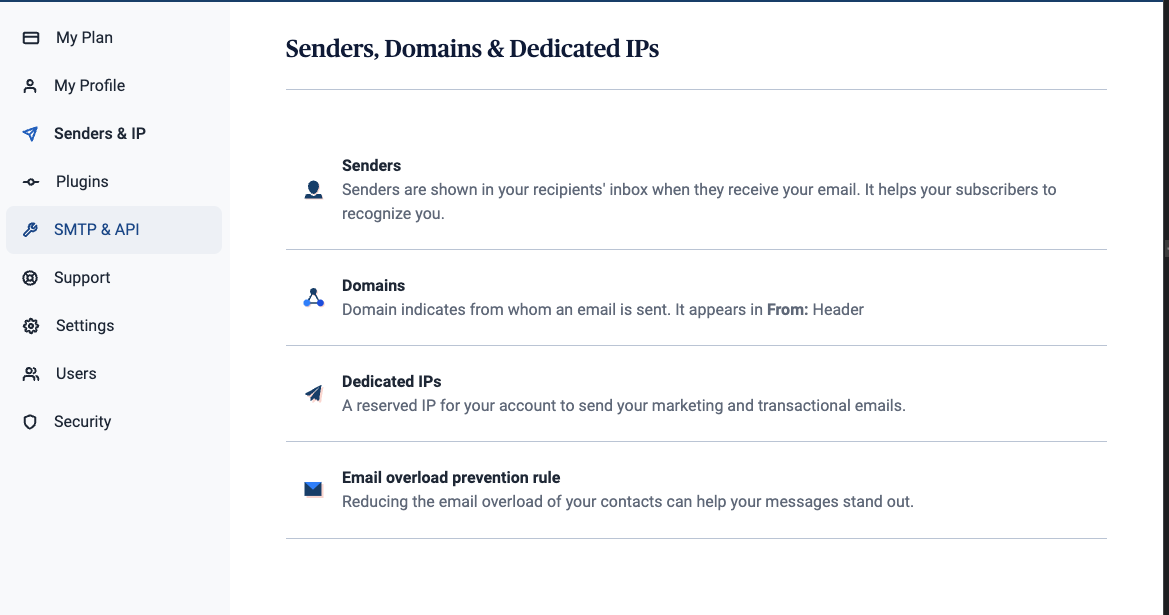 My Plan
My Profile
Senders & IP
Plugins
SMTP & API
Support
Settings
Users
Security
Senders, Domains & Dedicated IPs
Senders
Senders are shown in your recipients' inbox when they receive your email. It helps your subscribers to
recognize you.
Domains
Domain indicates from whom an email is sent. It appears in From: Header
Dedicated IPs
A reserved IP for your account to send your marketing and transactional emails.
Email overload prevention rule
Reducing the email overload of your contacts can help your messages stand out.